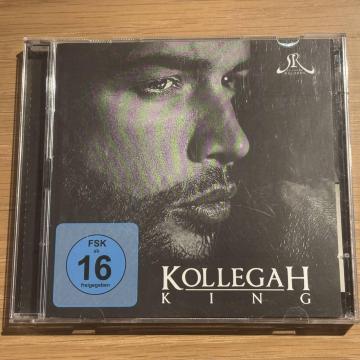 FSK
ab
16
freigegeben
KOLLEGAH
KING